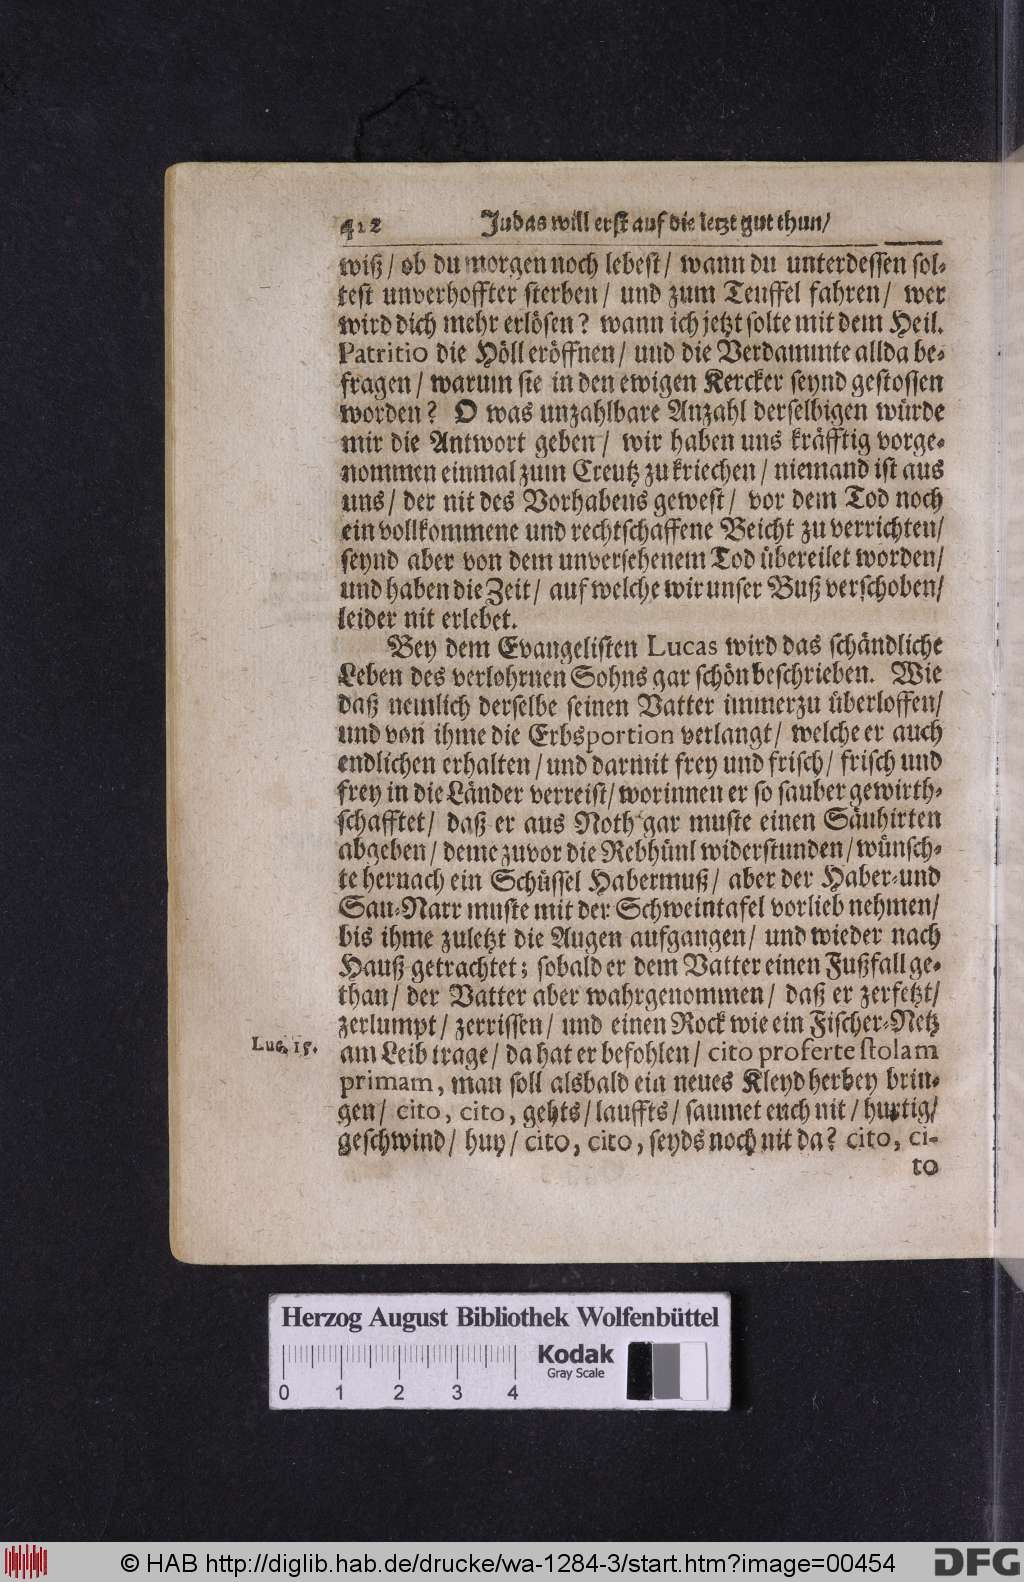 412 Judas will erst auf die letzt gut thun/
wiß/ ob du morgen noch lebest/ wann du unterdessen sol-
test unverhoffter sterben/ und zum Teuffel fahren/ wer
wird dich mehr erlösen? wann ich jetzt solte mit dem Heil.
Patritio die Höll eröffnen/ und die Verdammte allda be-
fragen/ warum sie in den ewigen Kercker seynd gestossen
worden? O was unzahlbare Anzahl derselbigen würde
mir die Antwort geben/ wir haben uns kräfftig vorge-
nommen einmal zum Creutz zu kriechen/ niemand ist aus
uns/ der nit des Vorhabens gewest/ vor dem Tod noch
ein vollkommene und rechtschaffene Beicht zu verrichten/
seynd aber von dem unversehenem Tod übereilet worden/
und haben die Zeit/ auf welche wir unser Buß verschoben/
leider nit erlebet.
Bey dem Evangelisten Lucas wird das schändliche
Leben des verlohrnen Sohns gar schön beschrieben. Wie
daß nemlich derselbe seinen Vatter immerzu überloffen/
und von ihme die Erbsportion verlangt/ welche er auch
endlichen erhalten/ und darmit frey und frisch/ frisch und
frey in die Länder verreist/ worinnen er so sauber gewirth-
schafftet/ daß er aus Noth gar muste einen Säuhirten
abgeben/ deme zuvor die Rebhünl widerstunden/ wünsch-
te hernach ein Schüssel Habermuß/ aber der Haber-und
Sau-Narr muste mit der Schweintafel vorlieb nehmen/
bis ihme zuletzt die Augen aufgangen/ und wieder nach
Hauß getrachtet; sobald er dem Vatter einen Fußfall ge-
than/ der Vatter aber wahrgenommen/ daß er zerfetzt/
zerlumpt/ zerrissen/ und einen Rock wie ein Fischer-Netz
Luc. 15.
am Leib trage/ da hat er befohlen/ cito proferte stolam
primam, man soll alsbald ein neues Kleyd herbey brin-
gen/ cito, cito, gehts/ lauffts/ saumet euch nit/ hurtig/
geschwind/ huy/ cito, cito, seyds noch nit da? cito, ci-
to
Herzog August Bibliothek Wolfenbüttel
Kodak
Gray Scale
0 1 2 3 4
© HAB http://diglib.hab.de/drucke/wa-1284-3/start.htm?image=00454
DFG